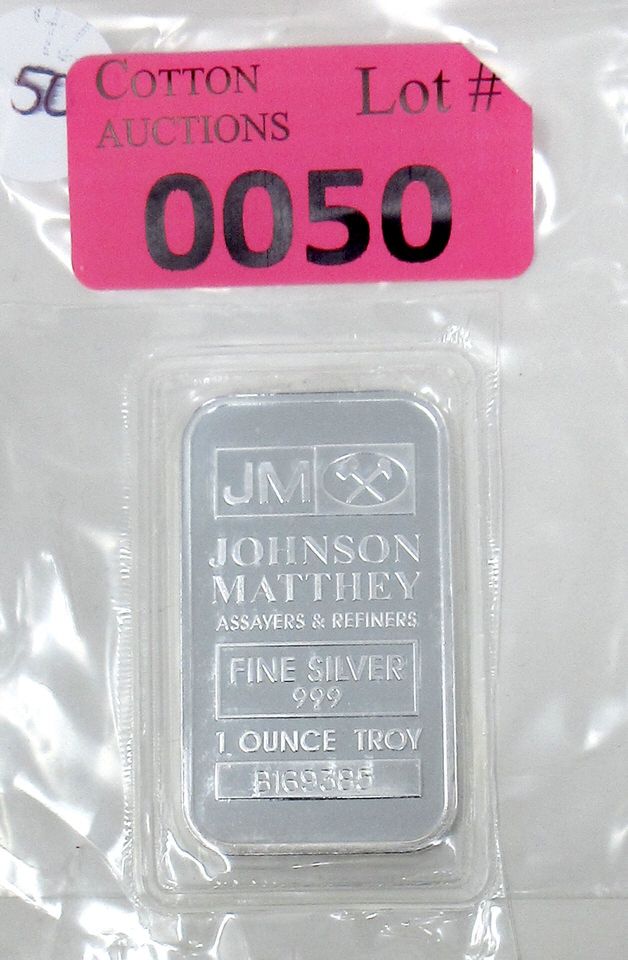 50
COTTON
AUCTIONS
Lot #
0050
JM
JOHNSON
MATTHEY
ASSAYERS & REFINERS
FINE SILVER
999
1 OUNCE TROY
B169385